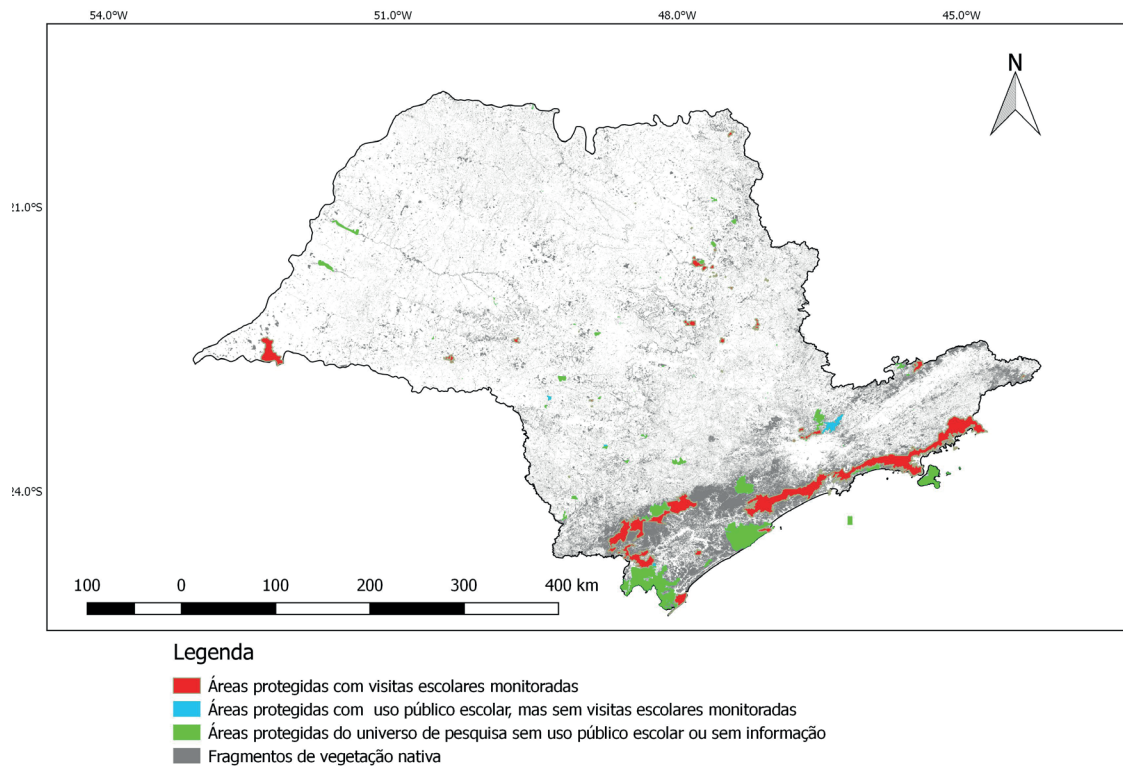 54.0°W 51.0°W 48.0°W 45.0°W
N
!1.0°S
!4.0°S
100 0 100 200 300 400 km
Legenda
Áreas protegidas com visitas escolares monitoradas
Áreas protegidas com uso público escolar, mas sem visitas escolares monitoradas
Áreas protegidas do universo de pesquisa sem uso público escolar ou sem informação
Fragmentos de vegetação nativa